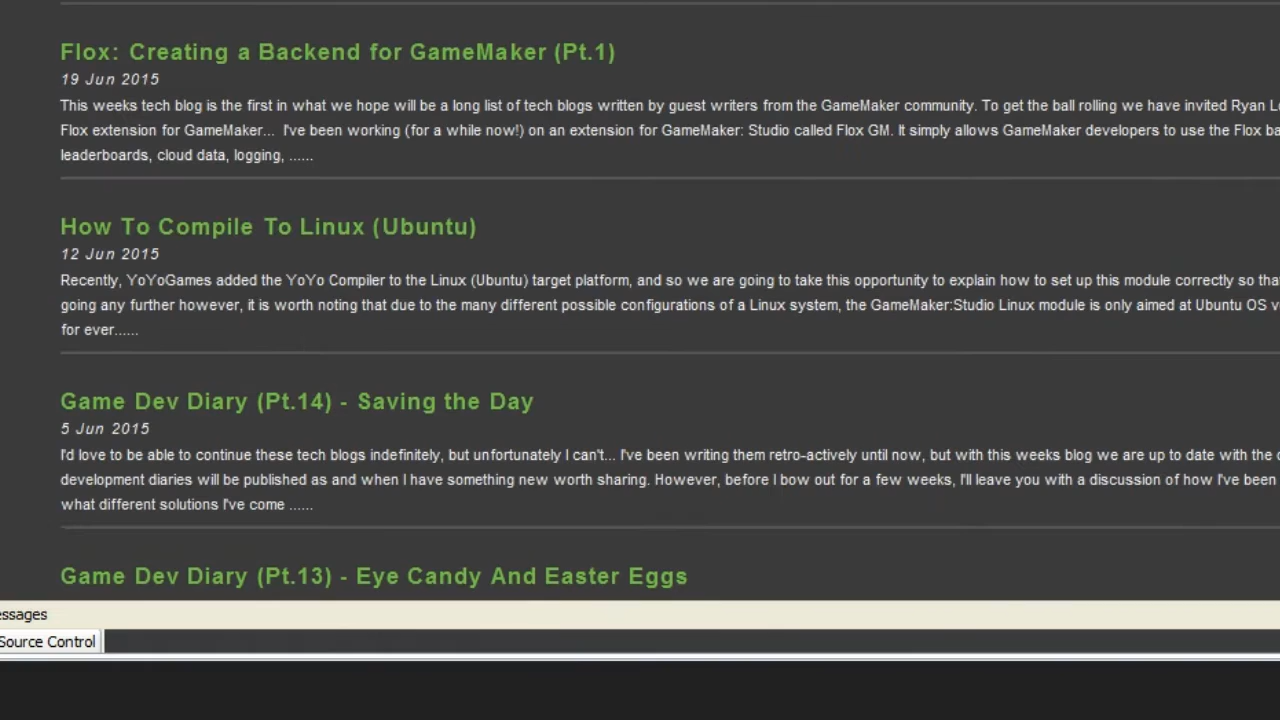 Flox: Creating a Backend for GameMaker (Pt.1)
19 Jun 2015
This weeks tech blog is the first in what we hope will be a long list of tech blogs written by guest writers from the GameMaker community. To get the ball rolling we have invited Ryan
Flox extension for GameMaker... I've been working (for a while now!) on an extension for GameMaker: Studio called Flox GM. It simply allows GameMaker developers to use the Flox
leaderboards, cloud data, logging, ......
How To Compile To Linux (Ubuntu)
12 Jun 2015
Recently, YoYoGames added the YoYo Compiler to the Linux (Ubuntu) target platform, and so we are going to take this opportunity to explain how to set up this module correctly so
going any further however, it is worth noting that due to the many different possible configurations of a Linux system, the GameMaker:Studio Linux module is only aimed at Ubuntu OS
for ever......
Game Dev Diary (Pt.14) - Saving the Day
5 Jun 2015
I'd love to be able to continue these tech blogs indefinitely, but unfortunately I can't... I've been writing them retro-actively until now, but with this weeks blog we are up to date with the
development diaries will be published as and when I have something new worth sharing. However, before I bow out for a few weeks, I'll leave you with a discussion of how I've been
what different solutions I've come ......
Game Dev Diary (Pt.13) - Eye Candy And Easter Eggs
essages
Source Control